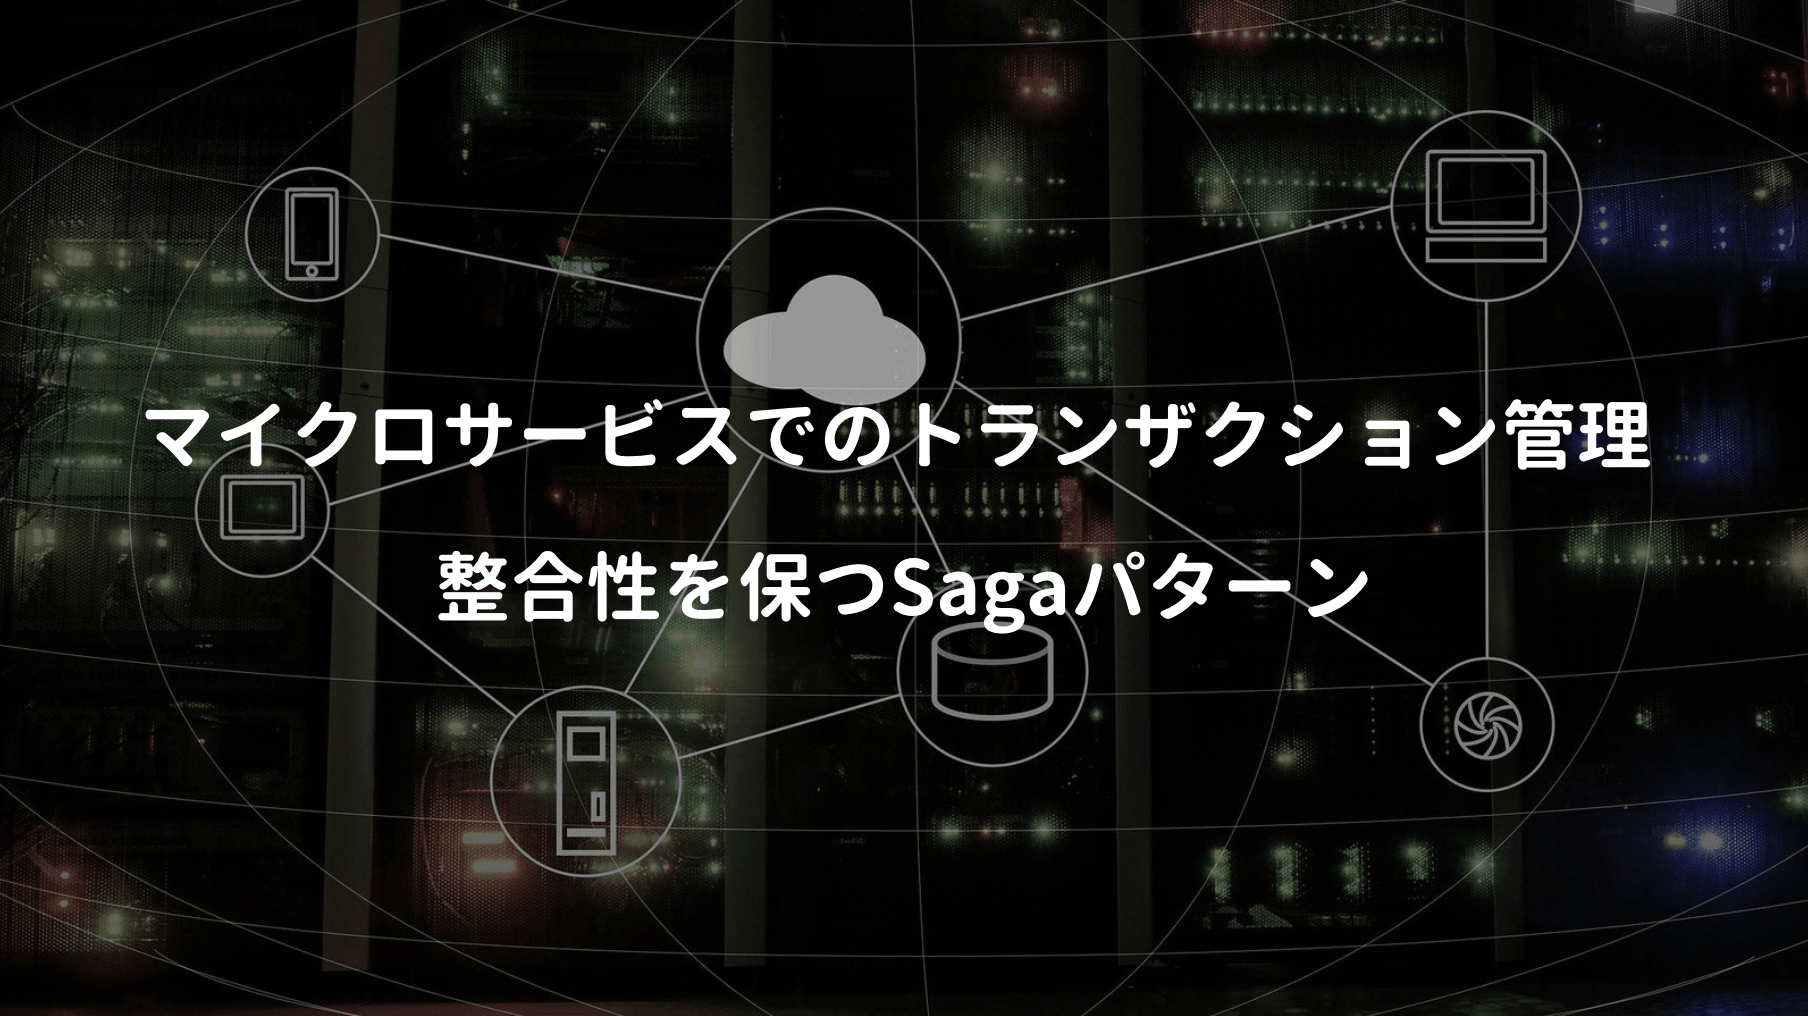 マイクロサービスでのトランザクション管理
整合性を保つSagaパターン